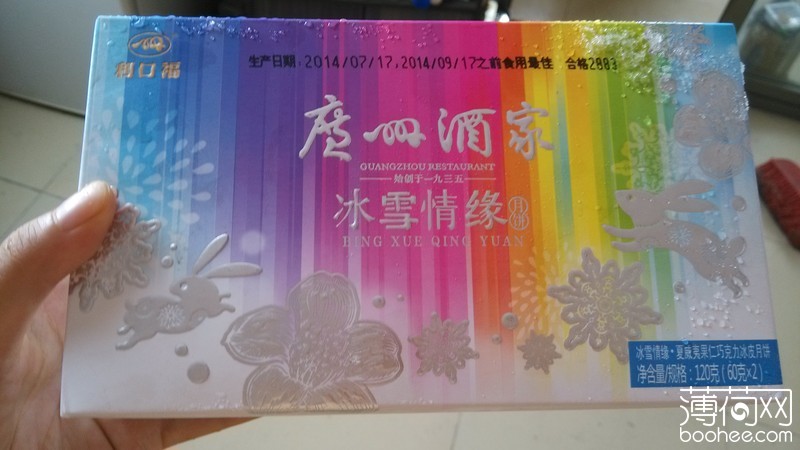 利口福
生产日期：2014/07/17，2014/09/17之前食用最佳 合格2883
廣州酒家
GUANGZHOU RESTAURANT
始创于一九三五
冰雪情缘月饼
BING XUE QING YUAN
冰雪情缘·夏威夷果仁巧克力冰皮月饼
净含量/规格：120克（60克×2）
薄荷网
boohee.com